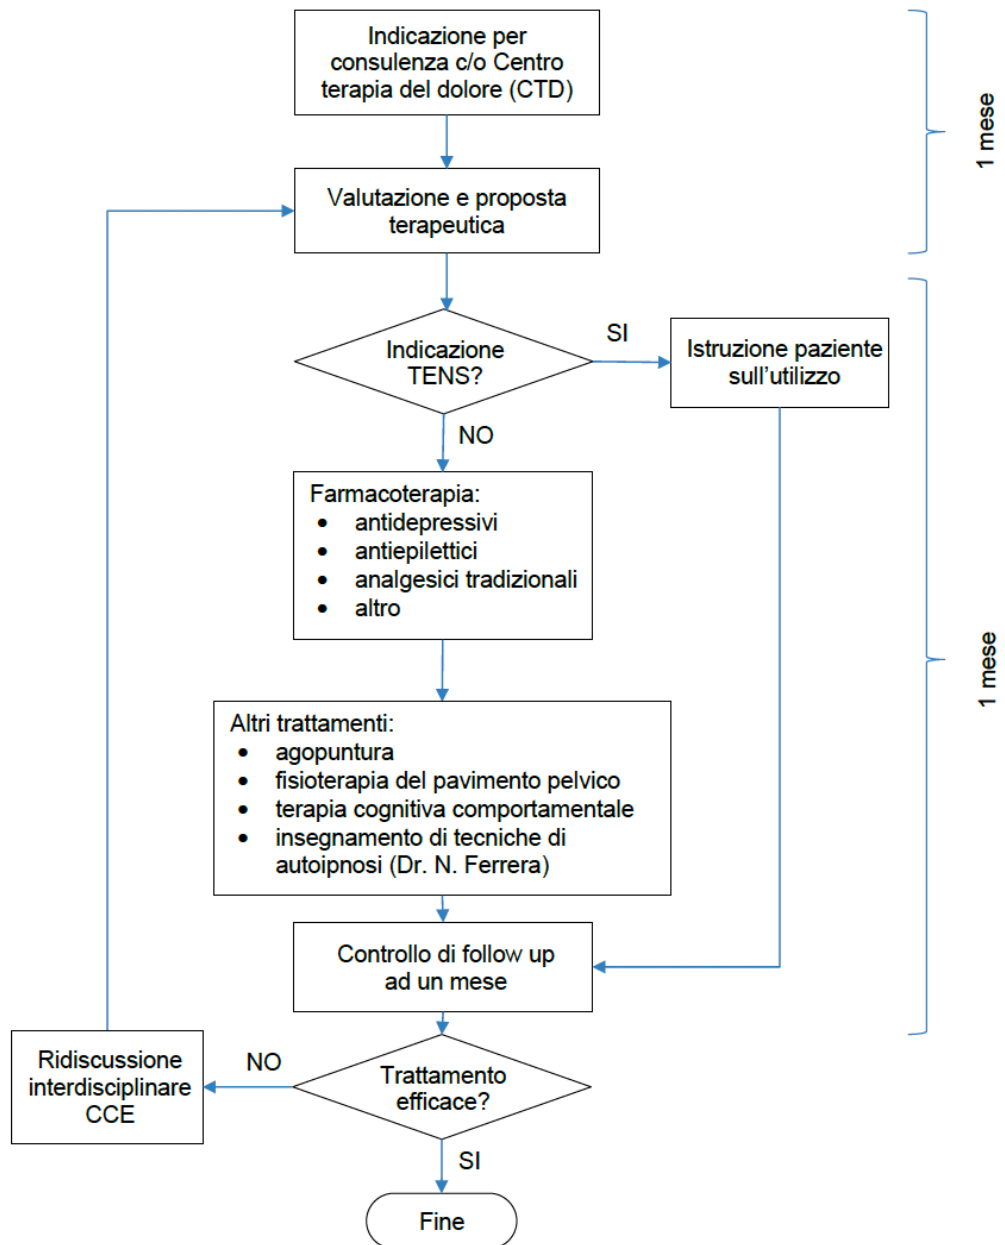 Indicazione per
consulenza c/o Centro
terapia del dolore (CTD)
1 mese
Valutazione e proposta
terapeutica
Indicazione
TENS?
SI
Istruzione paziente
sull'utilizzo
NO
Farmacoterapia:
• antidepressivi
• antiepilettici
• analgesici tradizionali
• altro
1 mese
Altri trattamenti:
• agopuntura
• fisioterapia del pavimento pelvico
• terapia cognitiva comportamentale
• insegnamento di tecniche di
autoipnosi (Dr. N. Ferrera)
Controllo di follow up
ad un mese
Trattamento
efficace?
NO
Ridiscussione
interdisciplinare
CCE
SI
Fine